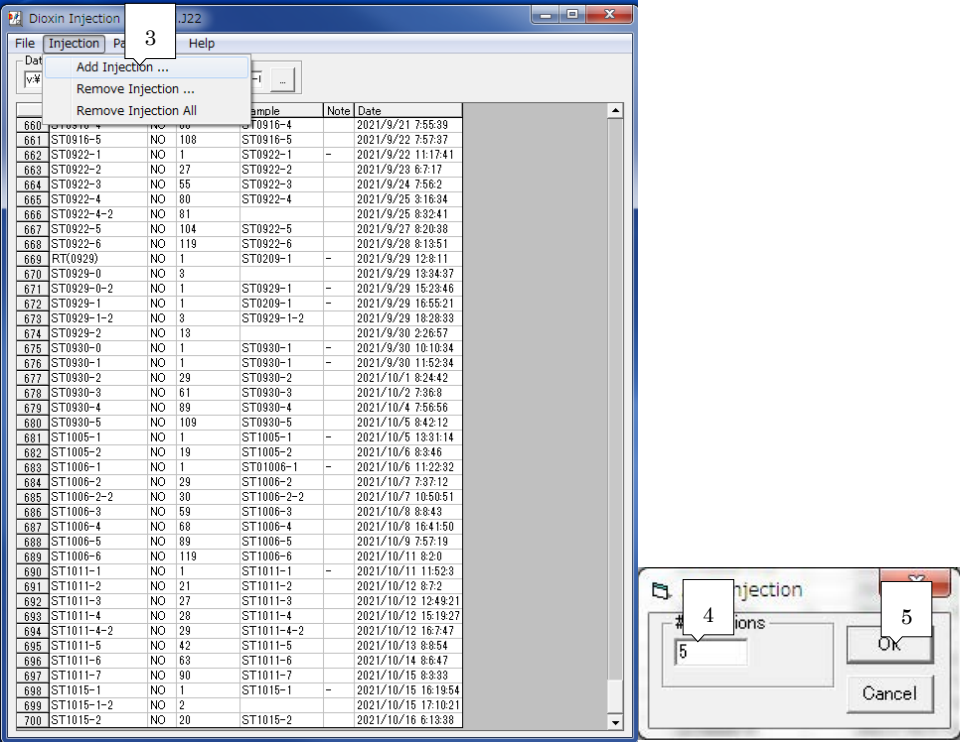 Dioxin Injection .J22
3
File Injection Pa Help
Dat
Add Injection ...
v:¥ -I ...
Remove Injection ...
Remove Injection All
ample Note Date
660 ST0916-4 NO 88 ST0916-4 2021/9/21 7:55:39
661 ST0916-5 NO 108 ST0916-5 2021/9/22 7:57:37
662 ST0922-1 NO 1 ST0922-1 - 2021/9/22 11:17:41
663 ST0922-2 NO 27 ST0922-2 2021/9/23 6:7:17
664 ST0922-3 NO 55 ST0922-3 2021/9/24 7:56:2
665 ST0922-4 NO 80 ST0922-4 2021/9/25 3:16:34
666 ST0922-4-2 NO 81 2021/9/25 8:32:41
667 ST0922-5 NO 104 ST0922-5 2021/9/27 8:20:38
668 ST0922-6 NO 119 ST0922-6 2021/9/28 8:13:51
669 RT(0929) NO 1 ST0209-1 - 2021/9/29 12:8:11
670 ST0929-0 NO 3 2021/9/29 13:34:37
671 ST0929-0-2 NO 1 ST0929-1 - 2021/9/29 15:23:46
672 ST0929-1 NO 1 ST0209-1 - 2021/9/29 16:55:21
673 ST0929-1-2 NO 3 ST0929-1-2 2021/9/29 18:28:33
674 ST0929-2 NO 13 2021/9/30 2:26:57
675 ST0930-0 NO 1 ST0930-1 - 2021/9/30 10:10:34
676 ST0930-1 NO 1 ST0930-1 - 2021/9/30 11:52:34
677 ST0930-2 NO 29 ST0930-2 2021/10/1 8:24:42
678 ST0930-3 NO 61 ST0930-3 2021/10/2 7:36:8
679 ST0930-4 NO 89 ST0930-4 2021/10/4 7:56:56
680 ST0930-5 NO 109 ST0930-5 2021/10/5 8:42:12
681 ST1005-1 NO 1 ST1005-1 - 2021/10/5 13:31:14
682 ST1005-2 NO 19 ST1005-2 2021/10/6 8:3:46
683 ST1006-1 NO 1 ST01006-1 - 2021/10/6 11:22:32
684 ST1006-2 NO 29 ST1006-2 2021/10/7 7:37:12
685 ST1006-2-2 NO 30 ST1006-2-2 2021/10/7 10:50:51
686 ST1006-3 NO 59 ST1006-3 2021/10/8 8:8:43
687 ST1006-4 NO 68 ST1006-4 2021/10/8 16:41:50
688 ST1006-5 NO 89 ST1006-5 2021/10/9 7:57:19
689 ST1006-6 NO 119 ST1006-6 2021/10/11 8:2:0
690 ST1011-1 NO 1 ST1011-1 - 2021/10/11 11:52:3
691 ST1011-2 NO 21 ST1011-2 2021/10/12 8:7:2
692 ST1011-3 NO 27 ST1011-3 2021/10/12 12:49:21
693 ST1011-4 NO 28 ST1011-4 2021/10/12 15:19:27
694 ST1011-4-2 NO 29 ST1011-4-2 2021/10/12 16:7:47
695 ST1011-5 NO 42 ST1011-5 2021/10/13 8:8:54
696 ST1011-6 NO 63 ST1011-6 2021/10/14 8:6:47
697 ST1011-7 NO 90 ST1011-7 2021/10/15 8:3:33
698 ST1015-1 NO 1 ST1015-1 - 2021/10/15 16:19:54
699 ST1015-1-2 NO 2 2021/10/15 17:10:21
700 ST1015-2 NO 20 ST1015-2 2021/10/16 6:13:38
njection
4
5
# ions
5
OK
Cancel